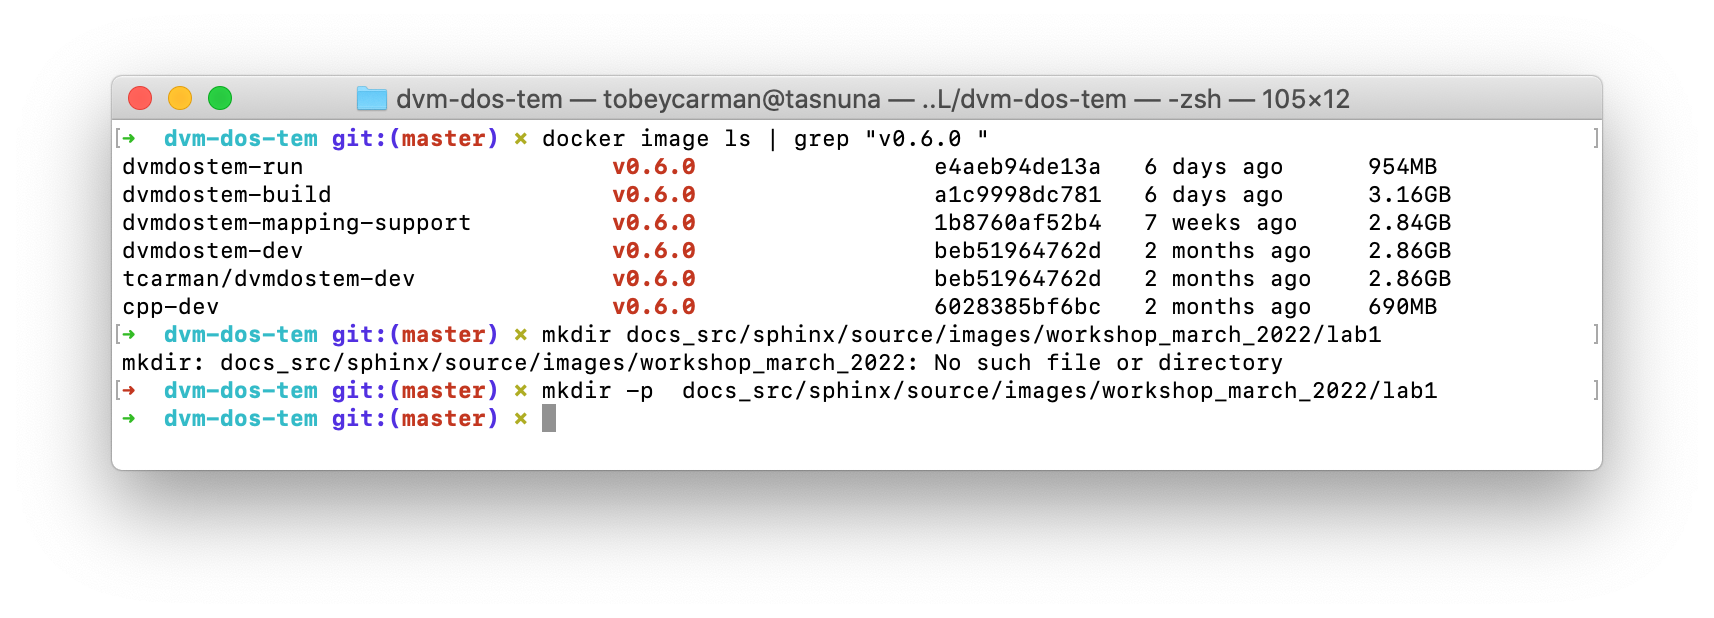 dvm-dos-tem — tobeycarman@tasnuna — ..L/dvm-dos-tem — -zsh — 105×12
[➜  dvm-dos-tem git:(master) ✗ docker image ls | grep "v0.6.0 " ]
dvmdostem-run v0.6.0 e4aeb94de13a 6 days ago 954MB
dvmdostem-build v0.6.0 a1c9998dc781 6 days ago 3.16GB
dvmdostem-mapping-support v0.6.0 1b8760af52b4 7 weeks ago 2.84GB
dvmdostem-dev v0.6.0 beb51964762d 2 months ago 2.86GB
tcarman/dvmdostem-dev v0.6.0 beb51964762d 2 months ago 2.86GB
cpp-dev v0.6.0 6028385bf6bc 2 months ago 690MB
[➜  dvm-dos-tem git:(master) ✗ mkdir docs_src/sphinx/source/images/workshop_march_2022/lab1 ]
mkdir: docs_src/sphinx/source/images/workshop_march_2022: No such file or directory
[➜  dvm-dos-tem git:(master) ✗ mkdir -p  docs_src/sphinx/source/images/workshop_march_2022/lab1 ]
➜  dvm-dos-tem git:(master) ✗